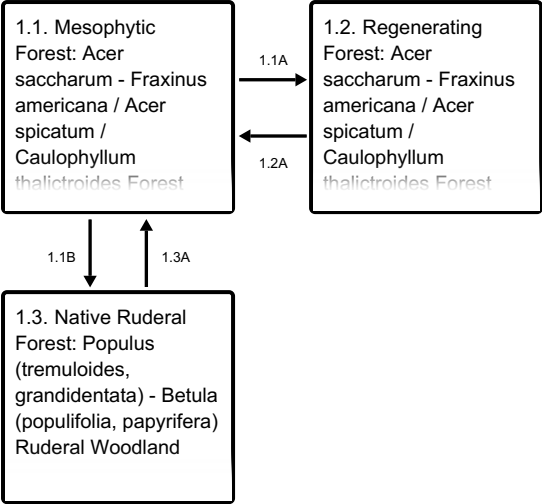 1.1. Mesophytic
Forest: Acer
saccharum - Fraxinus
americana / Acer
spicatum /
Caulophyllum
thalictroides Forest
1.1A
1.2A
1.2. Regenerating
Forest: Acer
saccharum - Fraxinus
americana / Acer
spicatum /
Caulophyllum
thalictroides Forest
1.1B
1.3A
1.3. Native Ruderal
Forest: Populus
(tremuloides,
grandidentata) - Betula
(populifolia, papyrifera)
Ruderal Woodland